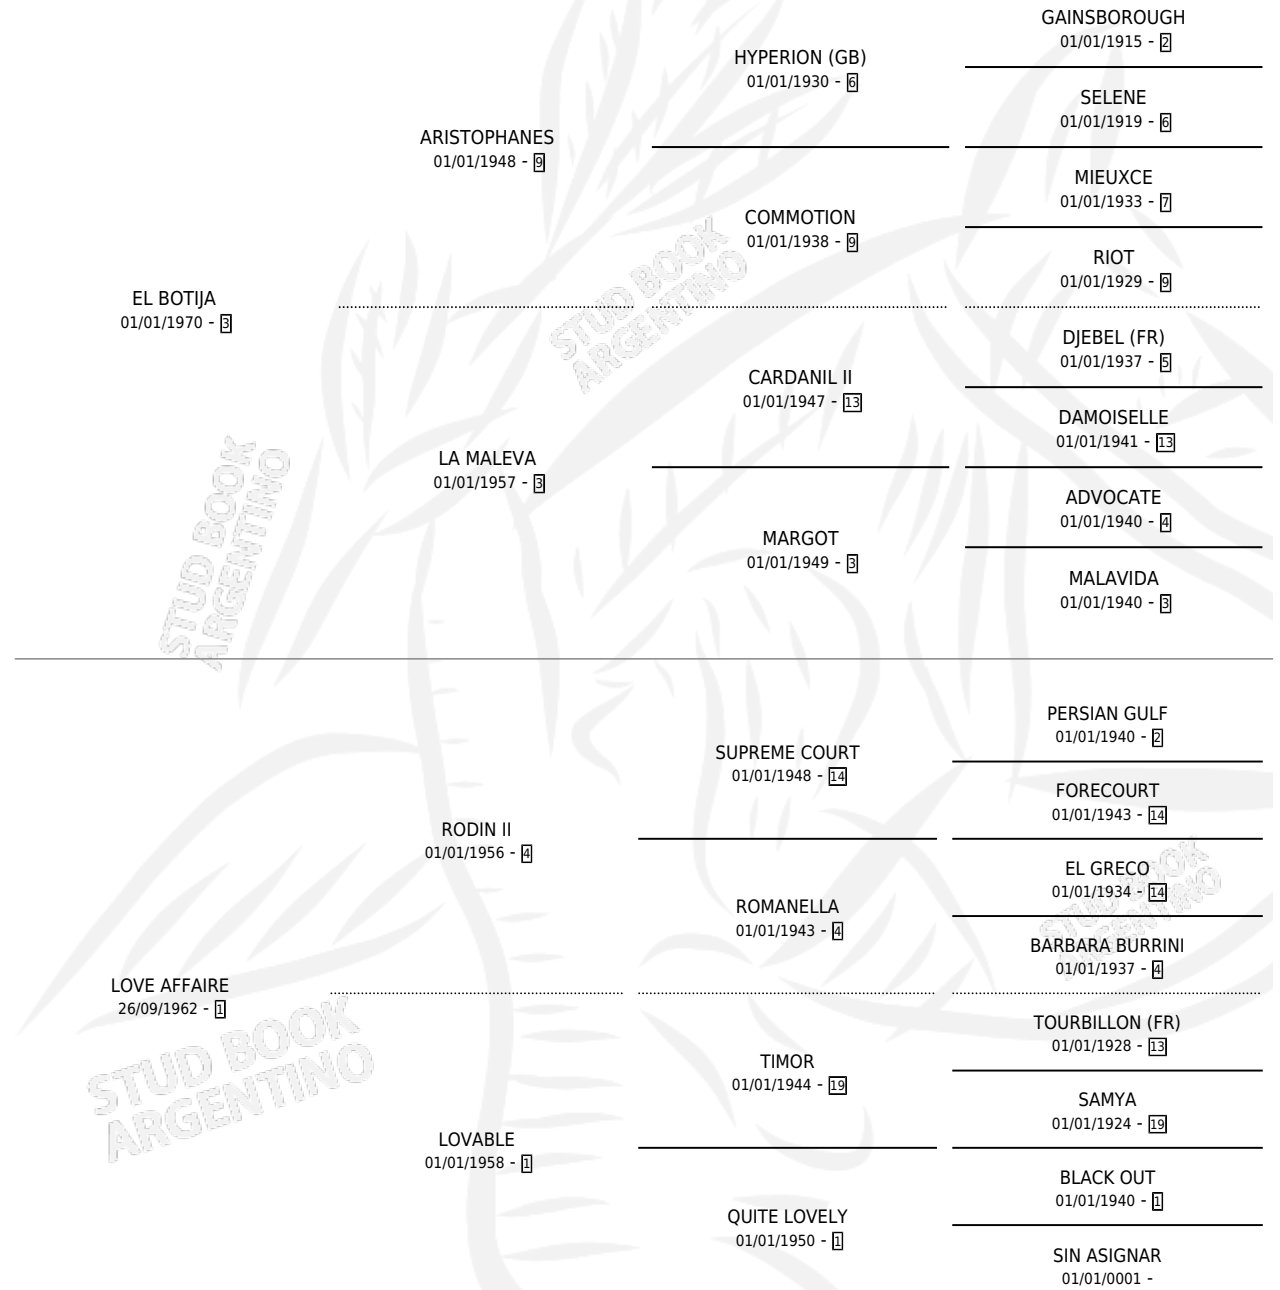 GAINSBOROUGH
01/01/1915 - 2
HYPERION (GB)
01/01/1930 - 6
SELENE
01/01/1919 - 6
ARISTOPHANES
01/01/1948 - 9
MIEUXCE
01/01/1933 - 7
COMMOTION
01/01/1938 - 9
RIOT
01/01/1929 - 9
EL BOTIJA
01/01/1970 - 3
DJEBEL (FR)
01/01/1937 - 5
CARDANIL II
01/01/1947 - 13
DAMOISELLE
01/01/1941 - 13
LA MALEVA
01/01/1957 - 3
ADVOCATE
01/01/1940 - 4
MARGOT
01/01/1949 - 3
MALAVIDA
01/01/1940 - 3
PERSIAN GULF
01/01/1940 - 2
SUPREME COURT
01/01/1948 - 14
FORECOURT
01/01/1943 - 14
RODIN II
01/01/1956 - 4
EL GRECO
01/01/1934 - 14
ROMANELLA
01/01/1943 - 4
BARBARA BURRINI
01/01/1937 - 4
LOVE AFFAIRE
26/09/1962 - 1
TOURBILLON (FR)
01/01/1928 - 13
TIMOR
01/01/1944 - 19
SAMYA
01/01/1924 - 19
LOVABLE
01/01/1958 - 1
BLACK OUT
01/01/1940 - 1
QUITE LOVELY
01/01/1950 - 1
SIN ASIGNAR
01/01/0001 -
STUD BOOK
ARGENTINO
STUD BOOK
ARGENTINO
STUD BOOK
ARGENTINO
STUD BOOK
ARGENTINO